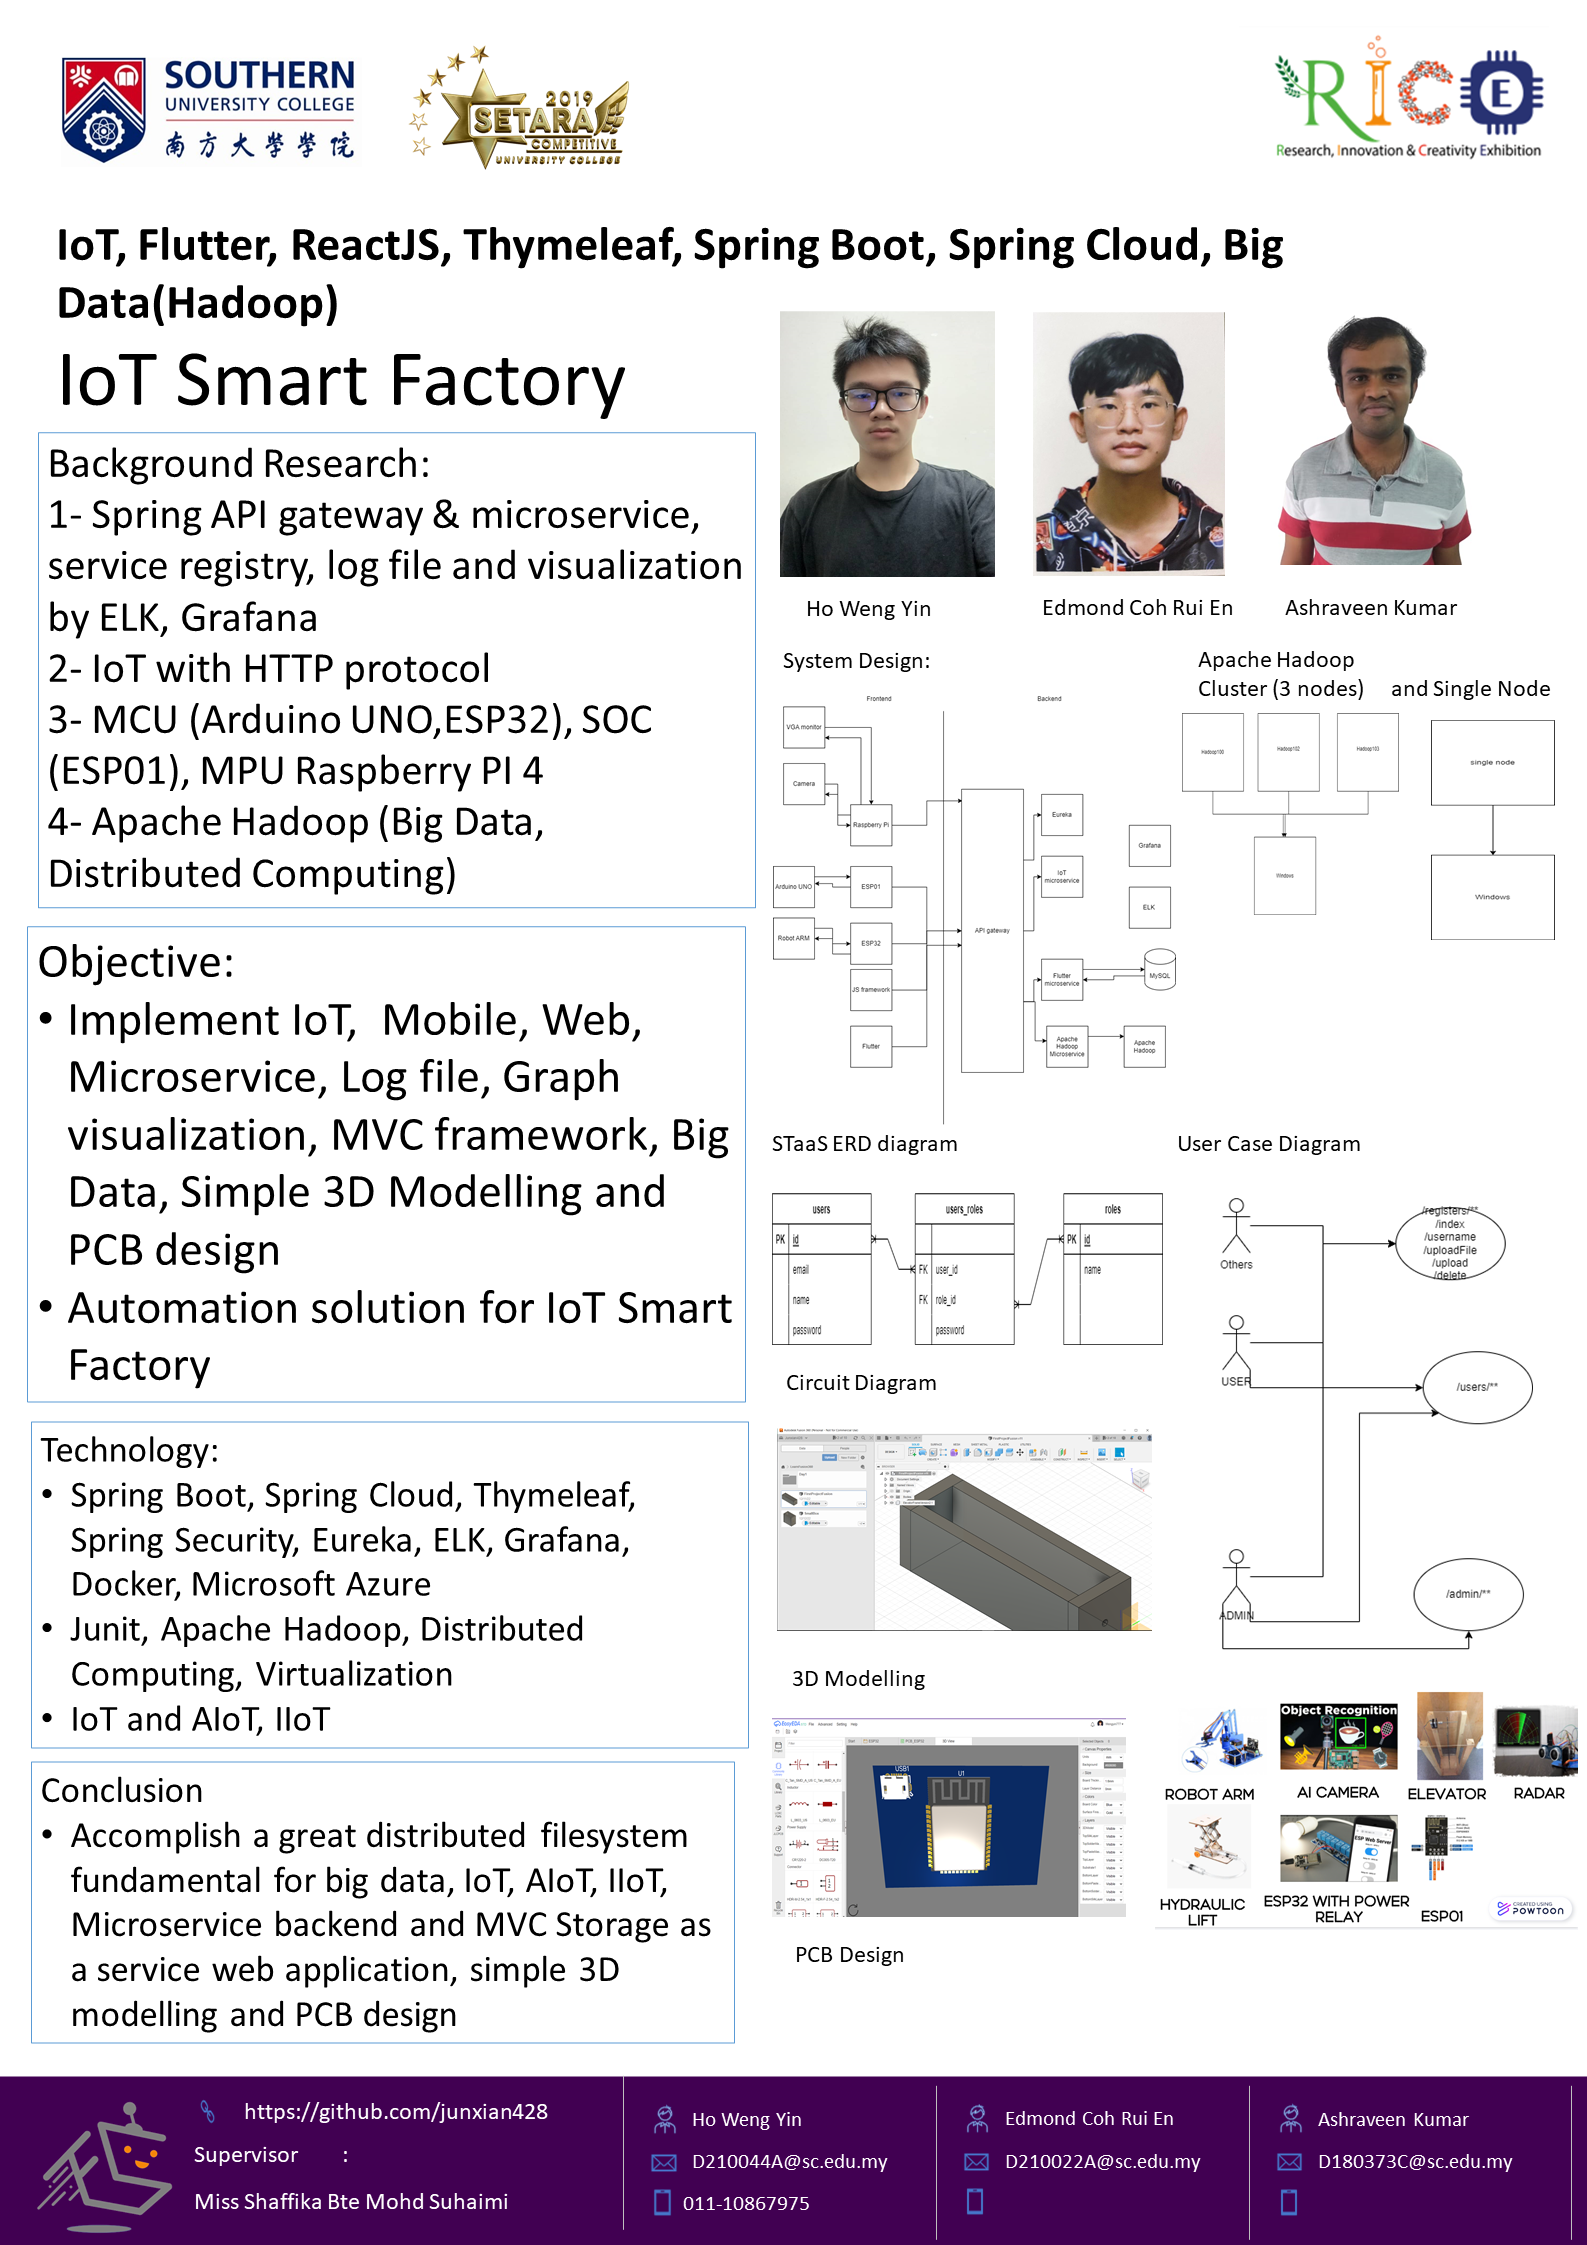 SOUTHERN
UNIVERSITY COLLEGE
南方大學學院
2019
SETARA
COMPETITIVE
UNIVERSITY COLLEGE
RICE
Research, Innovation & Creativity Exhibition
IoT, Flutter, ReactJS, Thymeleaf, Spring Boot, Spring Cloud, Big
Data(Hadoop)
IoT Smart Factory
Background Research:
1- Spring API gateway & microservice,
service registry, log file and visualization
by ELK, Grafana
2- IoT with HTTP protocol
3- MCU (Arduino UNO,ESP32), SOC
(ESP01), MPU Raspberry PI 4
4- Apache Hadoop (Big Data,
Distributed Computing)
Objective:
• Implement IoT,  Mobile, Web,
Microservice, Log file, Graph
visualization, MVC framework, Big
Data, Simple 3D Modelling and
PCB design
• Automation solution for IoT Smart
Factory
Technology:
• Spring Boot, Spring Cloud, Thymeleaf,
Spring Security, Eureka, ELK, Grafana,
Docker, Microsoft Azure
• Junit, Apache Hadoop, Distributed
Computing, Virtualization
• IoT and AIoT, IIoT
Conclusion
• Accomplish a great distributed filesystem
fundamental for big data, IoT, AIoT, IIoT,
Microservice backend and MVC Storage as
a service web application, simple 3D
modelling and PCB design
Ho Weng Yin
Edmond Coh Rui En
Ashraveen Kumar
System Design:
Frontend
Backend
VGA monitor
Camera
Raspberry Pi
Arduino UNO
ESP01
Robot ARM
ESP32
JS framework
Flutter
API gateway
Eureka
IoT
microservice
Flutter
microservice
MySQL
Apache
Hadoop
Microservice
Apache
Hadoop
Grafana
ELK
Apache Hadoop
Cluster (3 nodes)
and Single Node
Hadoop100
Hadoop102
Hadoop103
Windows
single node
Windows
STaaS ERD diagram
users
PK id
email
name
password
users_roles
FK user_id
FK role_id
password
roles
PK id
name
User Case Diagram
Others
USER
ADMIN
/registers/**
/index
/username
/uploadFile
/upload
/delete
/users/**
/admin/**
Circuit Diagram
3D Modelling
USB1
U1
PCB Design
Object Recognition
ROBOT ARM
AI CAMERA
ELEVATOR
RADAR
ESP Web Server
HYDRAULIC
LIFT
ESP32 WITH POWER
RELAY
ESP01
CREATED USING
POWTOON
https://github.com/junxian428
Supervisor :
Miss Shaffika Bte Mohd Suhaimi
Ho Weng Yin
D210044A@sc.edu.my
011-10867975
Edmond Coh Rui En
D210022A@sc.edu.my
Ashraveen Kumar
D180373C@sc.edu.my